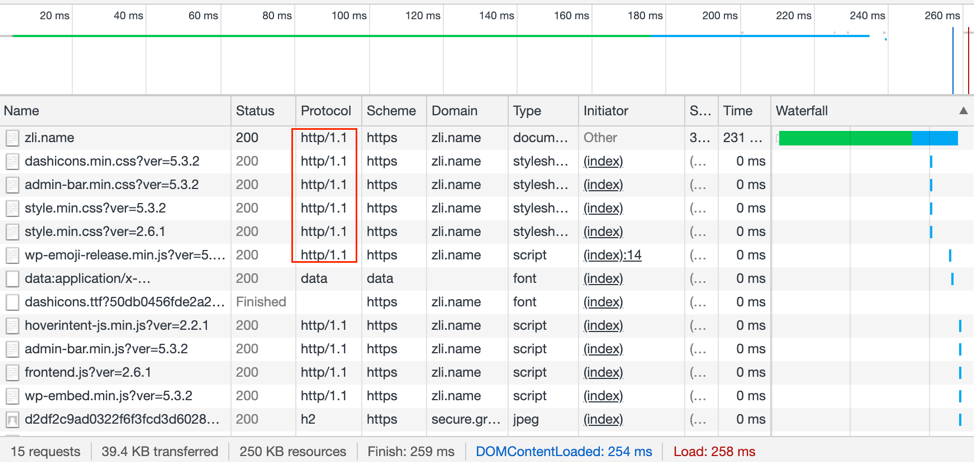 20 ms 40 ms 60 ms 80 ms 100 ms 120 ms 140 ms 160 ms 180 ms 200 ms 220 ms 240 ms 260 ms
Name Status Protocol Scheme Domain Type Initiator S... Time Waterfall ▲
zli.name 200 http/1.1 https zli.name docum... Other 3... 231 ...
dashicons.min.css?ver=5.3.2 200 http/1.1 https zli.name stylesh... (index) (... 0 ms
admin-bar.min.css?ver=5.3.2 200 http/1.1 https zli.name stylesh... (index) (... 0 ms
style.min.css?ver=5.3.2 200 http/1.1 https zli.name stylesh... (index) (... 0 ms
style.min.css?ver=2.6.1 200 http/1.1 https zli.name stylesh... (index) (... 0 ms
wp-emoji-release.min.js?ver=5.... 200 http/1.1 https zli.name script (index):14 (... 0 ms
data:application/x-... 200 data data font (index) (... 0 ms
dashicons.ttf?50db0456fde2a2... Finished https zli.name font (index) (... 0 ms
hoverintent-js.min.js?ver=2.2.1 200 http/1.1 https zli.name script (index) (... 0 ms
admin-bar.min.js?ver=5.3.2 200 http/1.1 https zli.name script (index) (... 0 ms
frontend.js?ver=2.6.1 200 http/1.1 https zli.name script (index) (... 0 ms
wp-embed.min.js?ver=5.3.2 200 http/1.1 https zli.name script (index) (... 0 ms
d2df2c9ad0322f6f3fcd3d6028... 200 h2 https secure.gr... jpeg (index) (... 0 ms
15 requests 39.4 KB transferred 250 KB resources Finish: 259 ms DOMContentLoaded: 254 ms Load: 258 ms